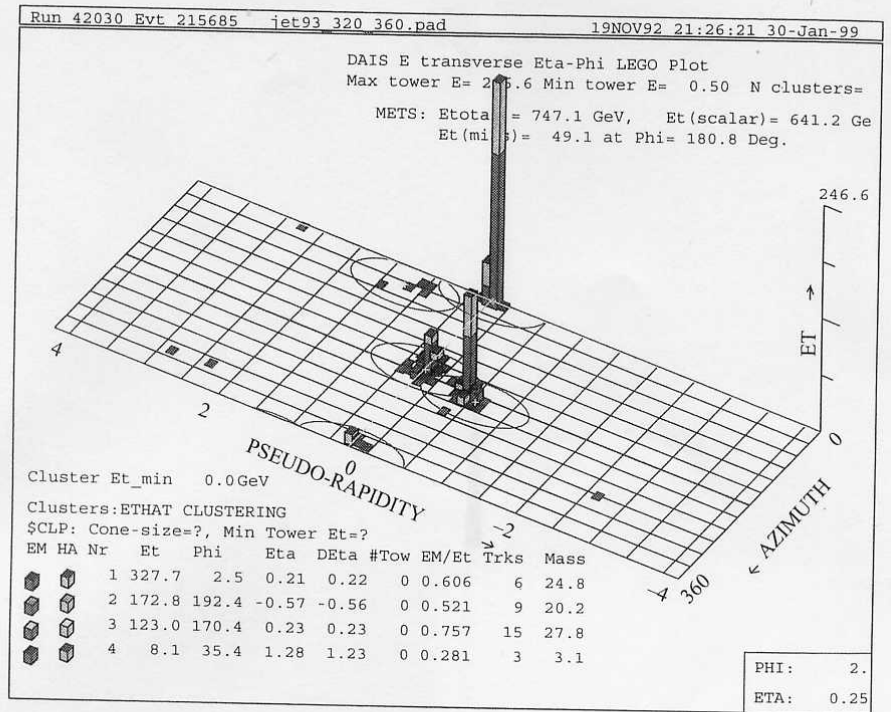 Run 42030 Evt 215685 jet93_320_360.pad 19NOV92 21:26:21 30-Jan-99
DAIS E transverse Eta-Phi LEGO Plot
Max tower E= 2 5.6 Min tower E= 0.50 N clusters=
METS: Etota = 747.1 GeV, Et(scalar)= 641.2 Ge
Et(mi s)= 49.1 at Phi= 180.8 Deg.
246.6
ET →
0
← AZIMUTH
360
4
2
0
-2
-4
PSEUDO-RAPIDITY
Cluster Et_min 0.0GeV
Clusters:ETHAT CLUSTERING
$CLP: Cone-size=?, Min Tower Et=?
EM HA Nr Et Phi Eta DEta #Tow EM/Et Trks Mass
1 327.7 2.5 0.21 0.22 0 0.606 6 24.8
2 172.8 192.4 -0.57 -0.56 0 0.521 9 20.2
3 123.0 170.4 0.23 0.23 0 0.757 15 27.8
4 8.1 35.4 1.28 1.23 0 0.281 3 3.1
PHI: 2.
ETA: 0.25